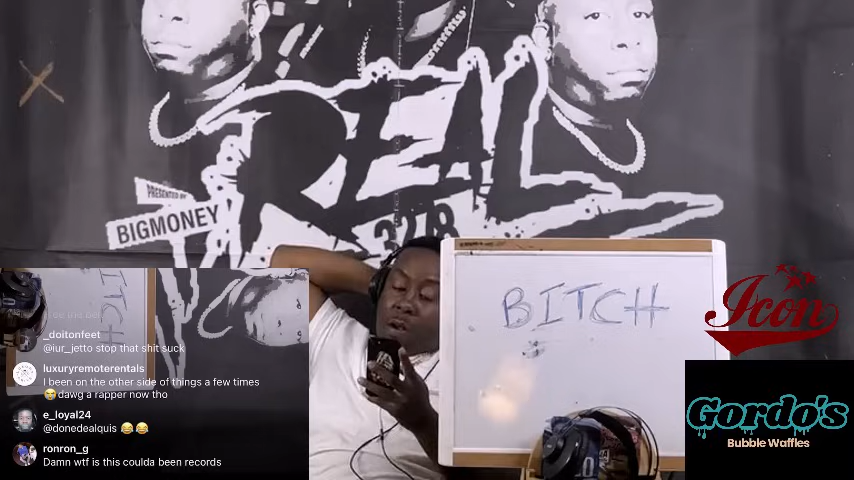 REAL
PRESENTED BY
BIGMONEY
BITCH
Icon
Gordo's
Bubble Waffles
ITCH
_doitonfeet
@iur_jetto stop that shit suck
luxuryremoterentals
I been on the other side of things a few times
😂dawg a rapper now tho
e_loyal24
@donedealquis 😂😂
ronron_g
Damn wtf is this coulda been records